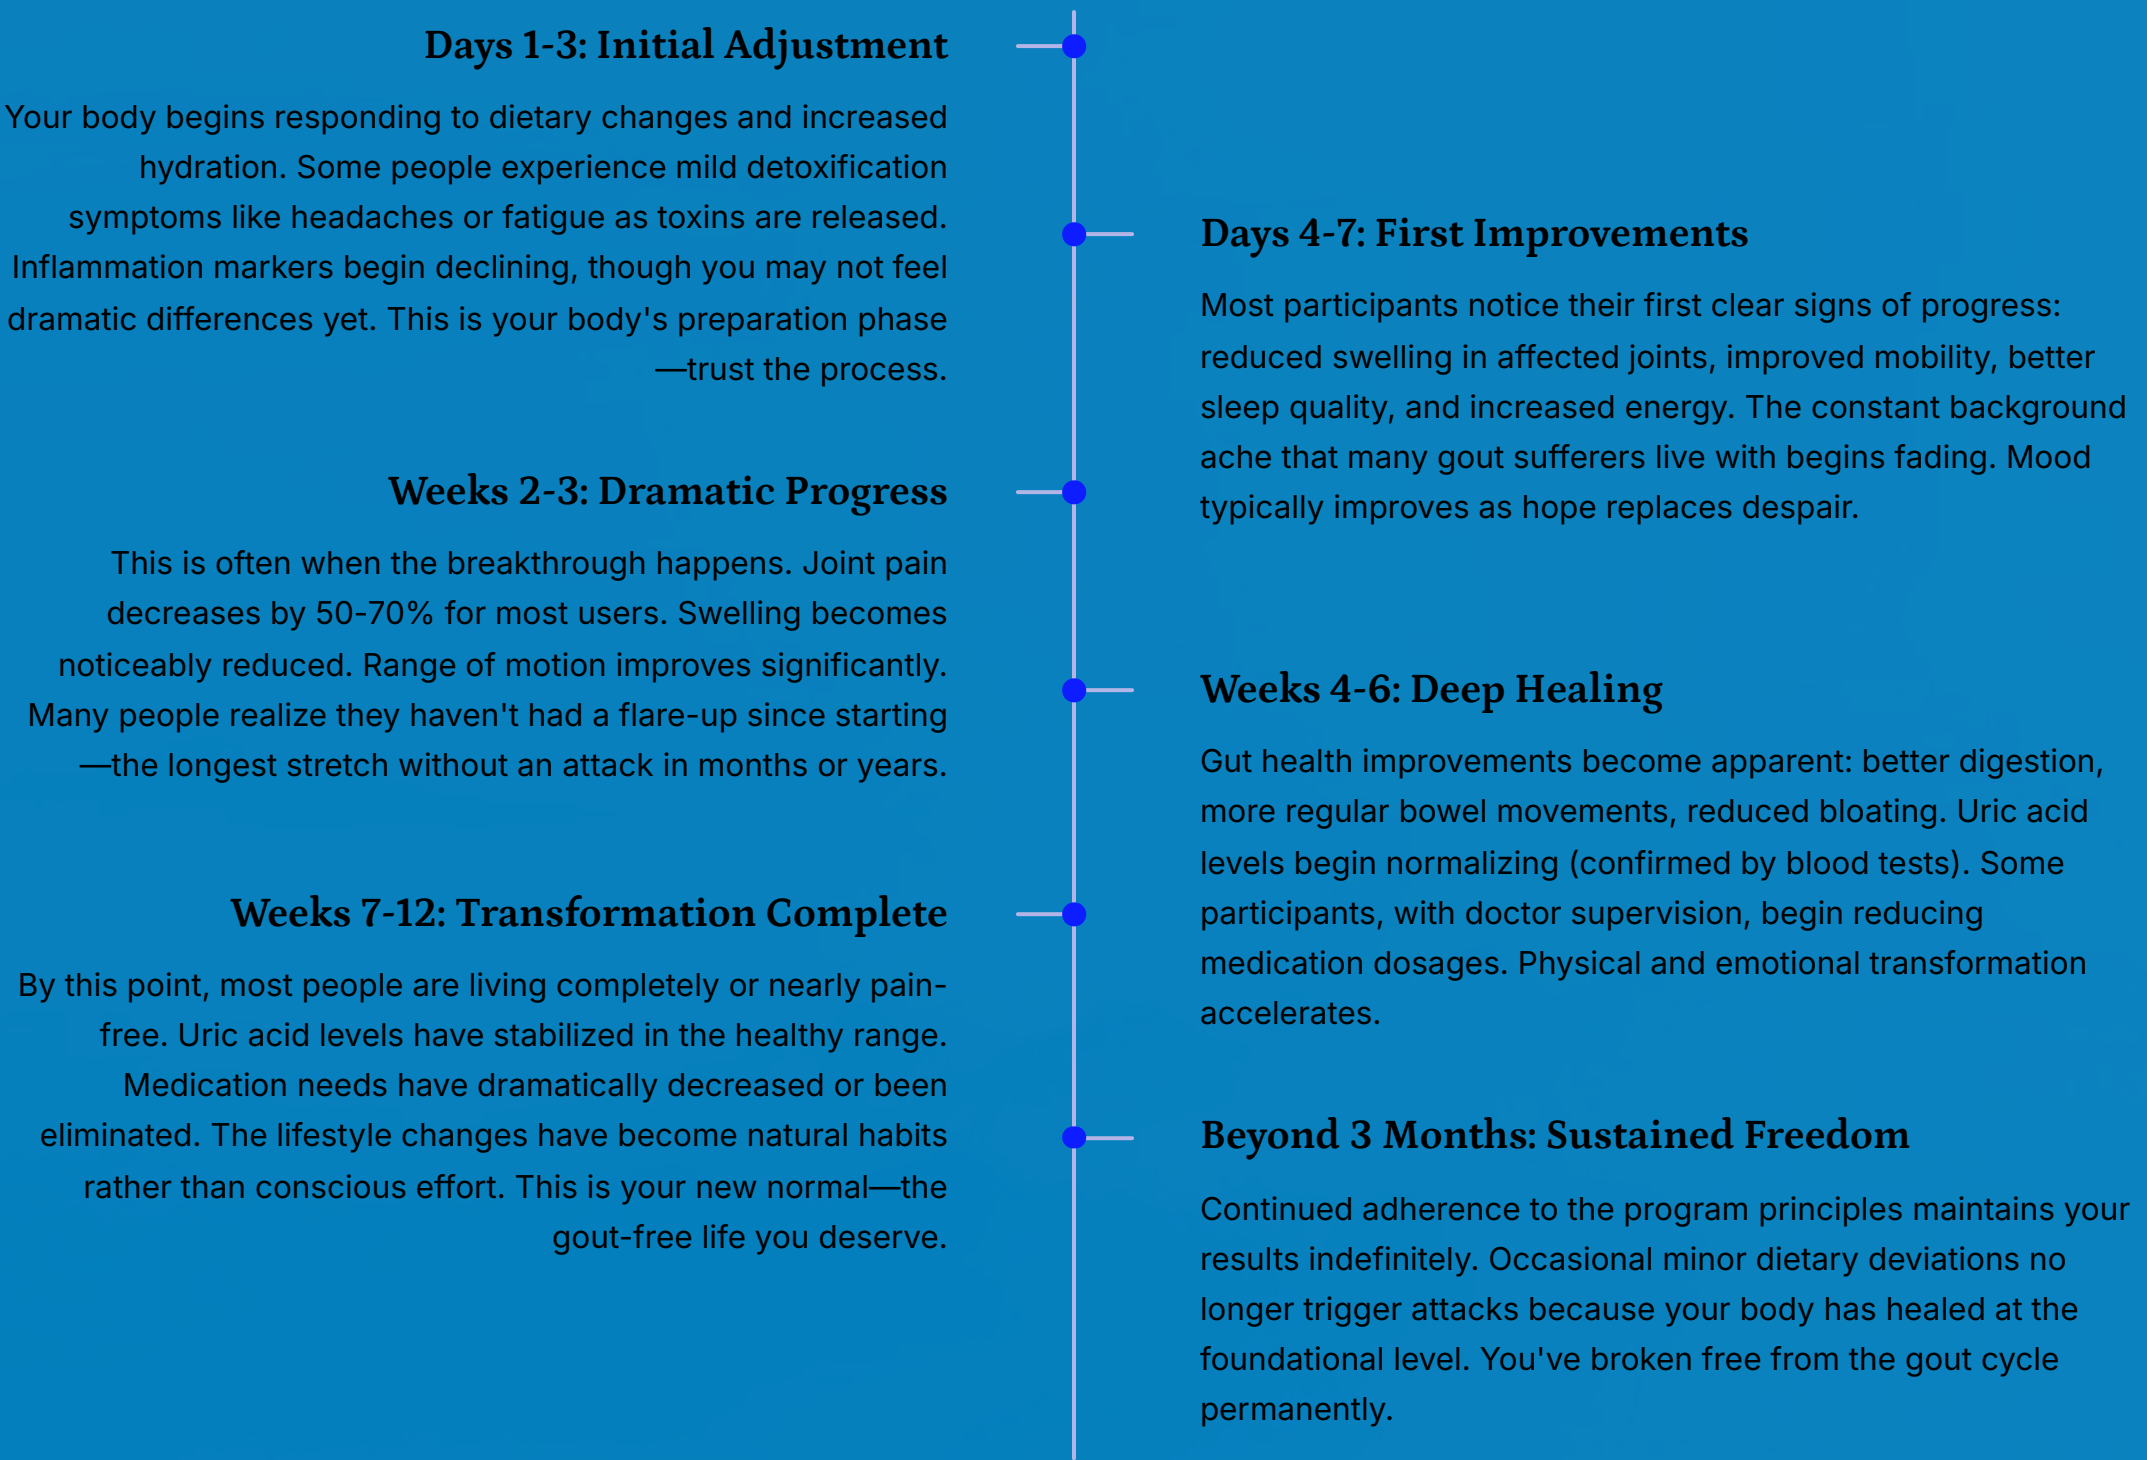 Days 1-3: Initial Adjustment
Your body begins responding to dietary changes and increased
hydration. Some people experience mild detoxification
symptoms like headaches or fatigue as toxins are released.
Inflammation markers begin declining, though you may not feel
dramatic differences yet. This is your body's preparation phase
—trust the process.
Days 4-7: First Improvements
Most participants notice their first clear signs of progress:
reduced swelling in affected joints, improved mobility, better
sleep quality, and increased energy. The constant background
ache that many gout sufferers live with begins fading. Mood
typically improves as hope replaces despair.
Weeks 2-3: Dramatic Progress
This is often when the breakthrough happens. Joint pain
decreases by 50-70% for most users. Swelling becomes
noticeably reduced. Range of motion improves significantly.
Many people realize they haven't had a flare-up since starting
—the longest stretch without an attack in months or years.
Weeks 4-6: Deep Healing
Gut health improvements become apparent: better digestion,
more regular bowel movements, reduced bloating. Uric acid
levels begin normalizing (confirmed by blood tests). Some
participants, with doctor supervision, begin reducing
medication dosages. Physical and emotional transformation
accelerates.
Weeks 7-12: Transformation Complete
By this point, most people are living completely or nearly pain-
free. Uric acid levels have stabilized in the healthy range.
Medication needs have dramatically decreased or been
eliminated. The lifestyle changes have become natural habits
rather than conscious effort. This is your new normal—the
gout-free life you deserve.
Beyond 3 Months: Sustained Freedom
Continued adherence to the program principles maintains your
results indefinitely. Occasional minor dietary deviations no
longer trigger attacks because your body has healed at the
foundational level. You've broken free from the gout cycle
permanently.